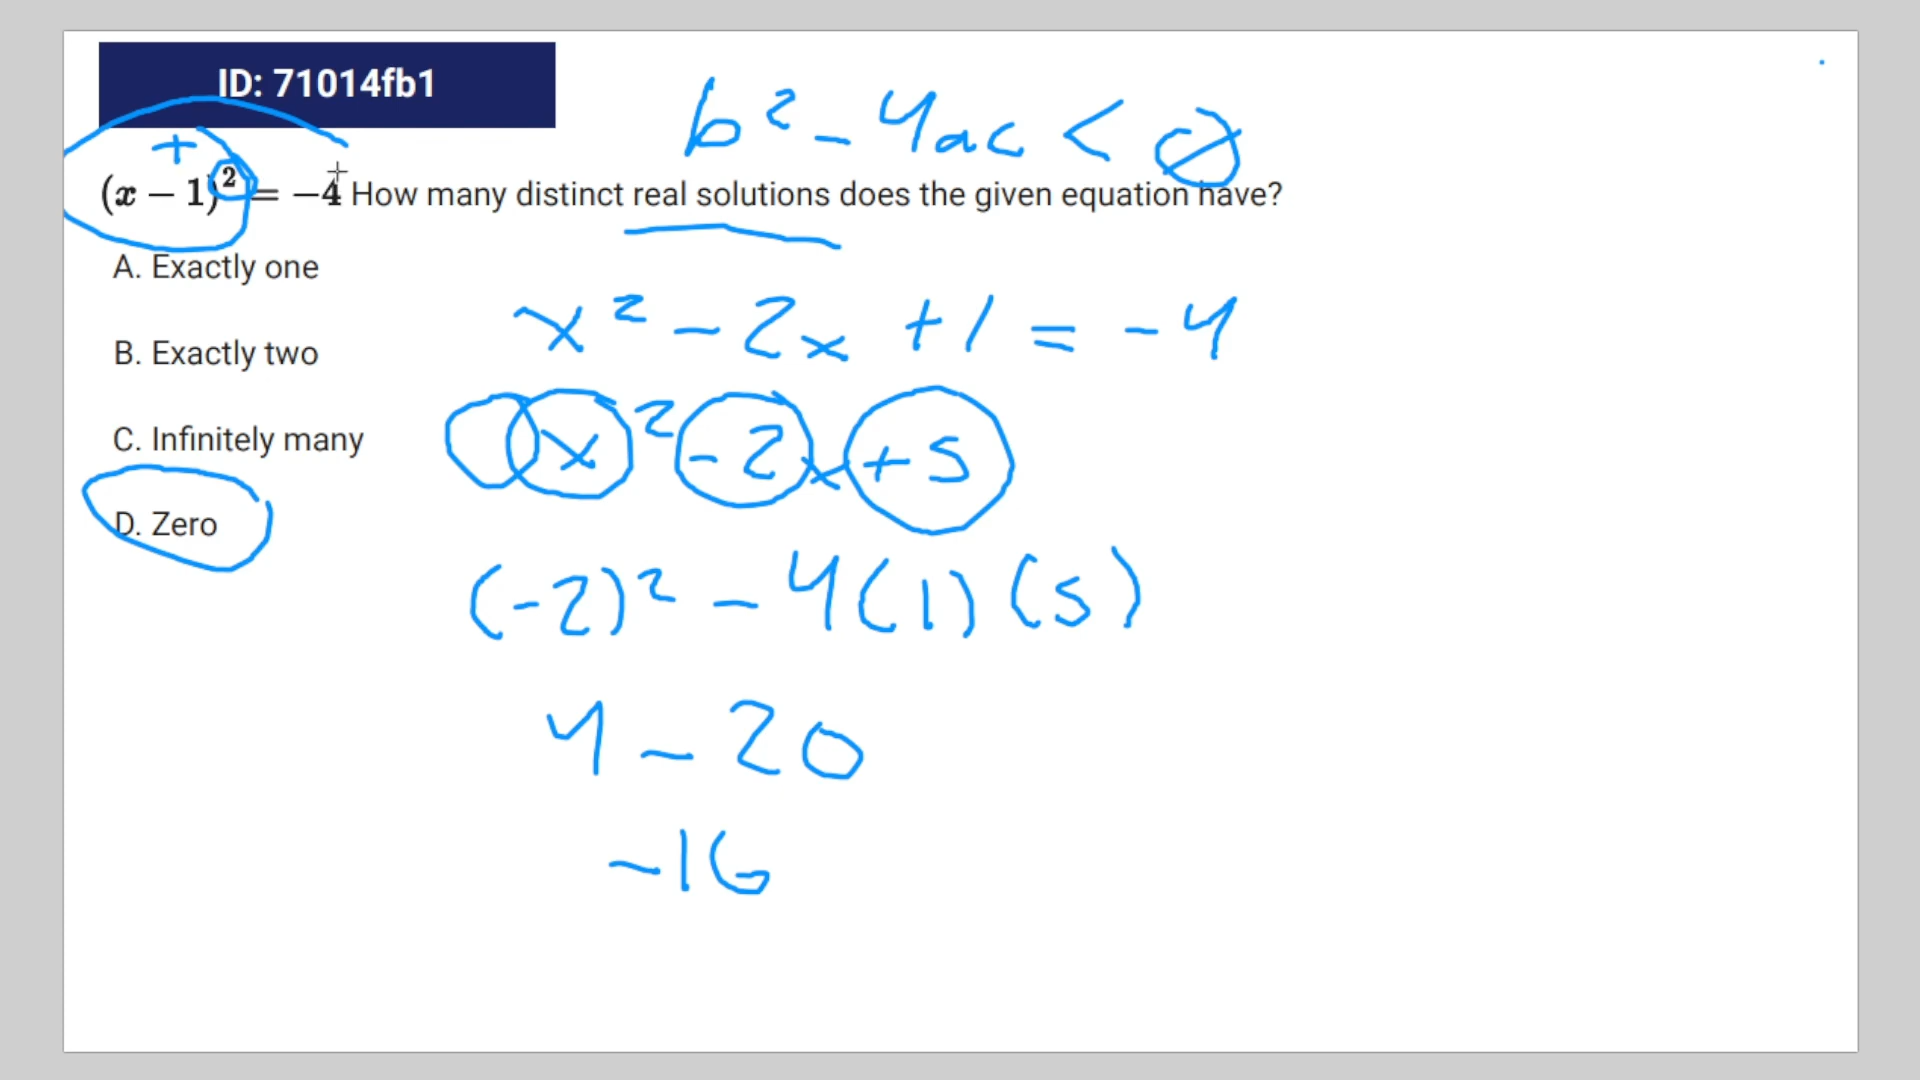 ID: 71014fb1
b² - 4ac < 0
+
(x − 1)² = −4 How many distinct real solutions does the given equation have?
A. Exactly one
x² - 2x + 1 = -4
B. Exactly two
x² - 2x + 5
C. Infinitely many
D. Zero
(-2)² - 4(1)(5)
4 - 20
-16